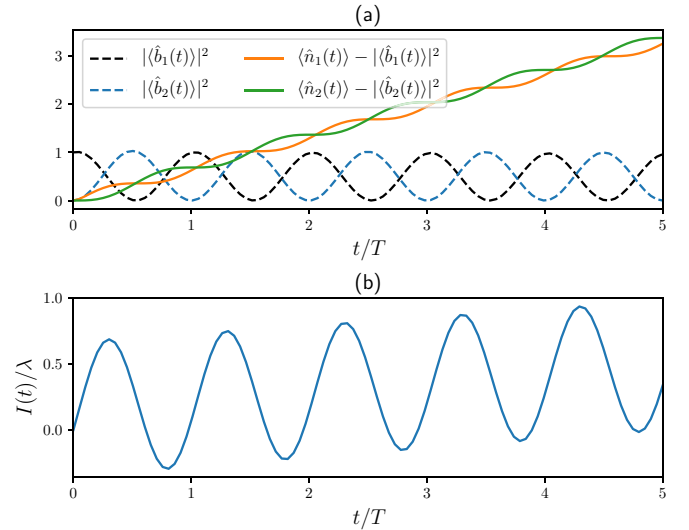 (a)
|⟨b̂₁(t)⟩|² ⟨n̂₁(t)⟩ − |⟨b̂₁(t)⟩|²
|⟨b̂₂(t)⟩|² ⟨n̂₂(t)⟩ − |⟨b̂₂(t)⟩|²
3
2
1
0
0 1 2 3 4 5
t/T
(b)
1.0
0.5
0.0
I(t)/λ
0 1 2 3 4 5
t/T